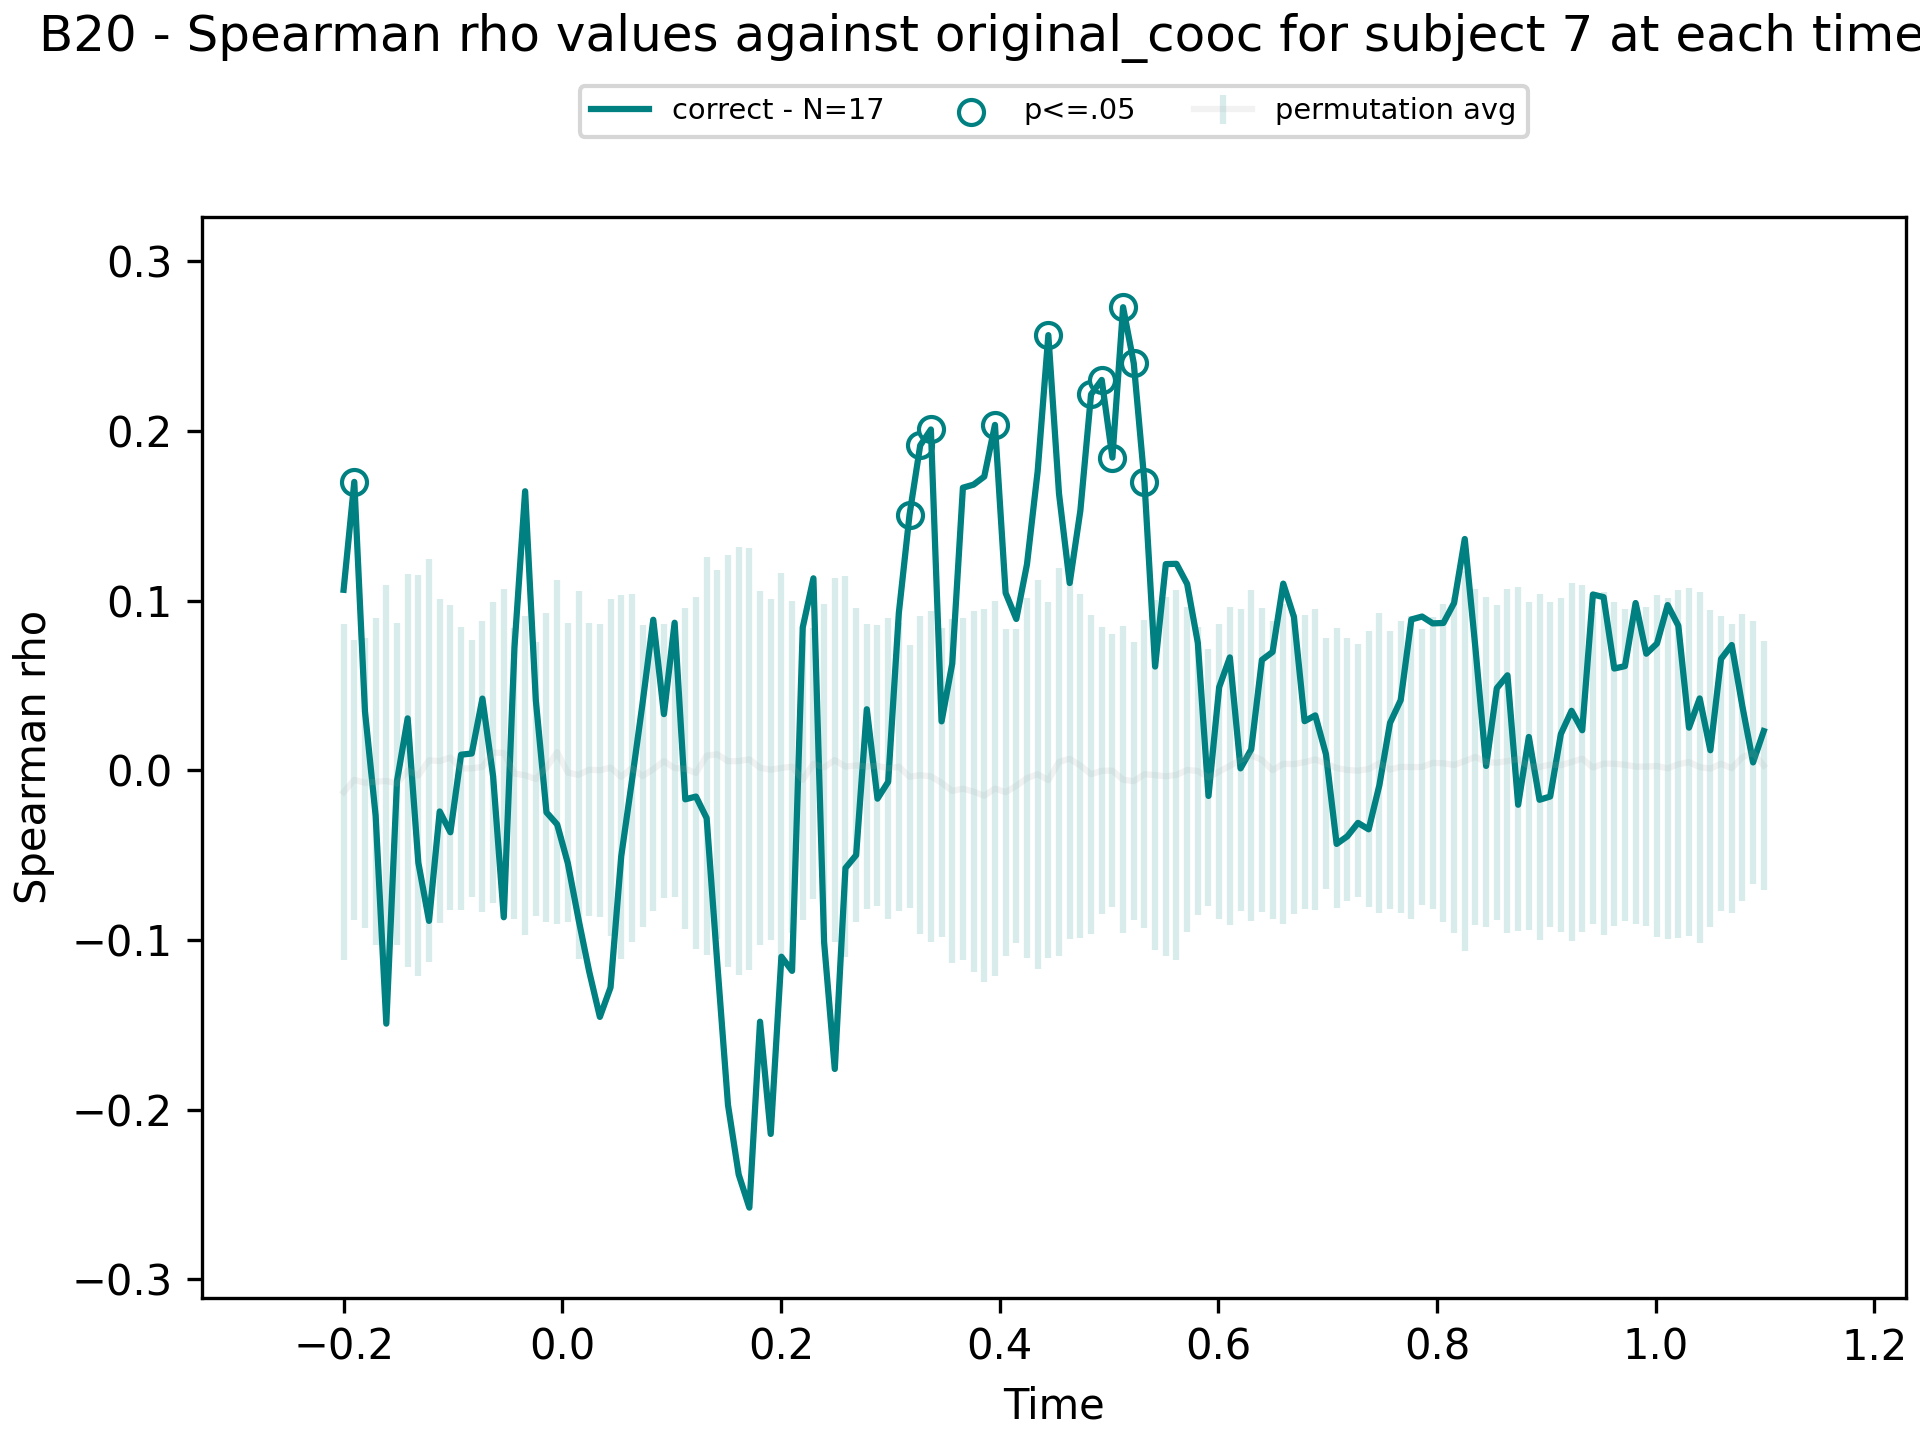 B20 - Spearman rho values against original_cooc for subject 7 at each time
correct - N=17 p<=.05 permutation avg
0.3
0.2
0.1
0.0
−0.1
−0.2
−0.3
Spearman rho
−0.2 0.0 0.2 0.4 0.6 0.8 1.0 1.2
Time